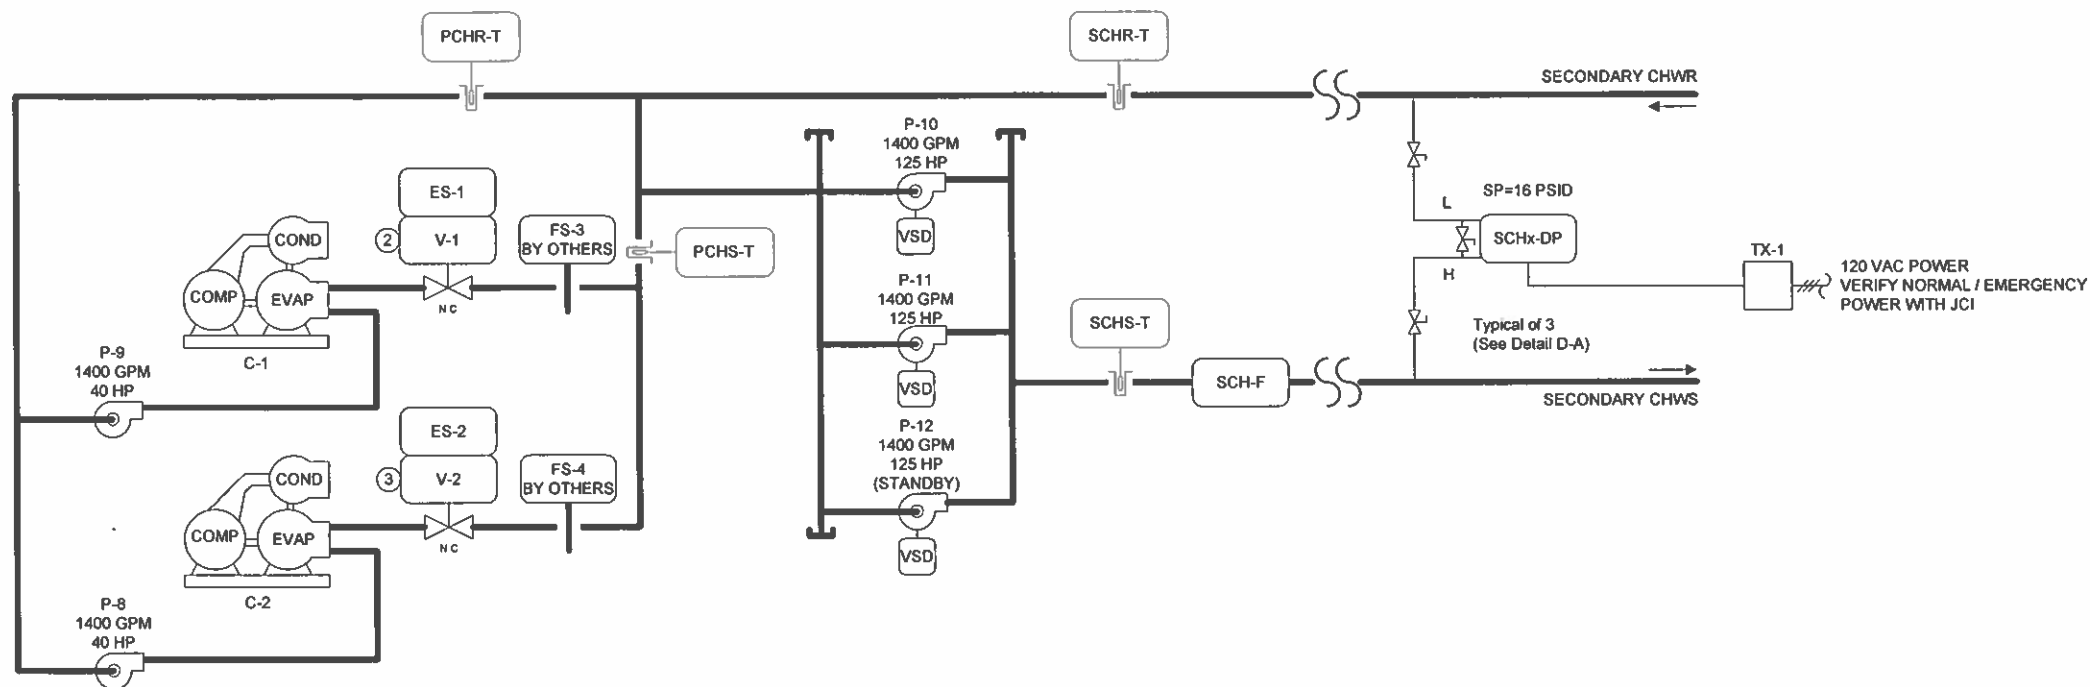 PCHR-T
SCHR-T
SECONDARY CHWR
P-10
1400 GPM
125 HP
VSD
ES-1
V-1
2
NC
FS-3
BY OTHERS
PCHS-T
COND
COMP
EVAP
C-1
P-9
1400 GPM
40 HP
P-11
1400 GPM
125 HP
VSD
SCHS-T
SCH-F
SP=16 PSID
L
SCHx-DP
H
TX-1
120 VAC POWER
VERIFY NORMAL / EMERGENCY
POWER WITH JCI
Typical of 3
(See Detail D-A)
SECONDARY CHWS
ES-2
V-2
3
NC
FS-4
BY OTHERS
COND
COMP
EVAP
C-2
P-8
1400 GPM
40 HP
P-12
1400 GPM
125 HP
(STANDBY)
VSD